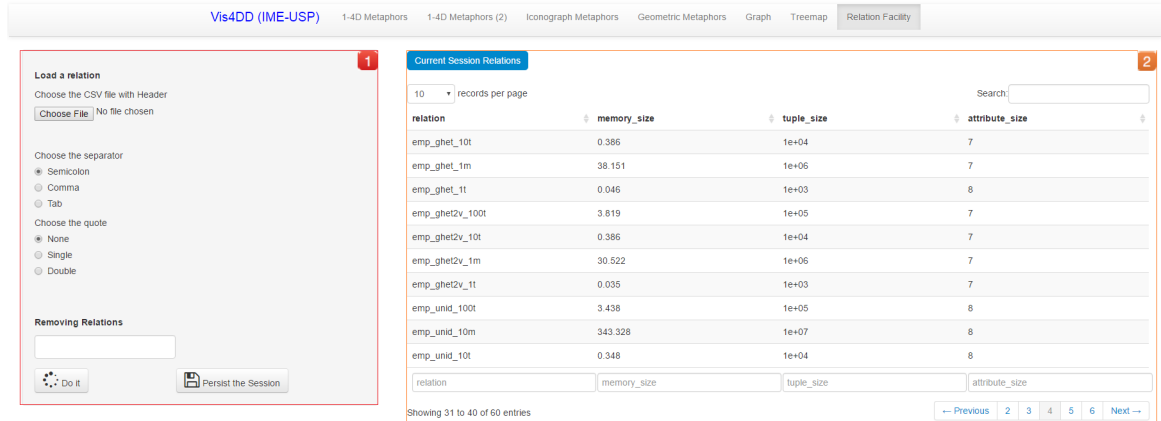 Vis4DD (IME-USP) 1-4D Metaphors 1-4D Metaphors (2) Iconograph Metaphors Geometric Metaphors Graph Treemap Relation Facility
1
Load a relation
Choose the CSV file with Header
Choose File No file chosen
Choose the separator
Semicolon
Comma
Tab
Choose the quote
None
Single
Double
Removing Relations
Do it Persist the Session
Current Session Relations
2
10 records per page Search:
relation memory_size tuple_size attribute_size
emp_ghet_10t 0.386 1e+04 7
emp_ghet_1m 38.151 1e+06 7
emp_ghet_1t 0.046 1e+03 8
emp_ghet2v_100t 3.819 1e+05 7
emp_ghet2v_10t 0.386 1e+04 7
emp_ghet2v_1m 30.522 1e+06 7
emp_ghet2v_1t 0.035 1e+03 7
emp_unid_100t 3.438 1e+05 8
emp_unid_10m 343.328 1e+07 8
emp_unid_10t 0.348 1e+04 8
relation memory_size tuple_size attribute_size
Showing 31 to 40 of 60 entries ← Previous 2 3 4 5 6 Next →